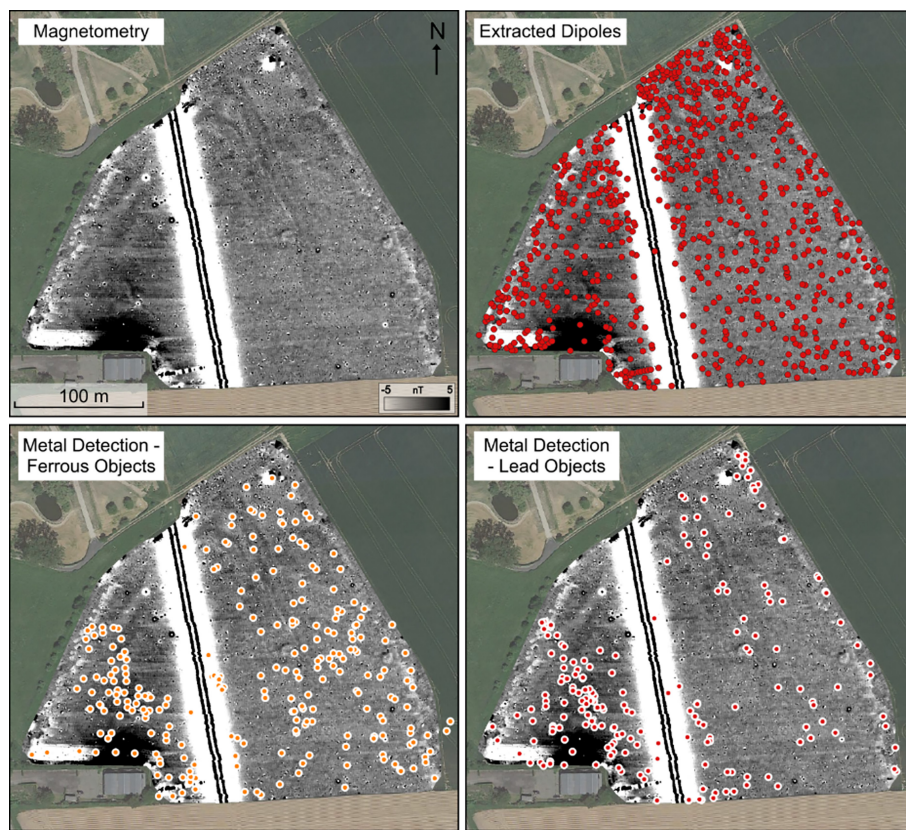 Magnetometry
N
Extracted Dipoles
100 m
-5 nT 5
Metal Detection -
Ferrous Objects
Metal Detection
- Lead Objects